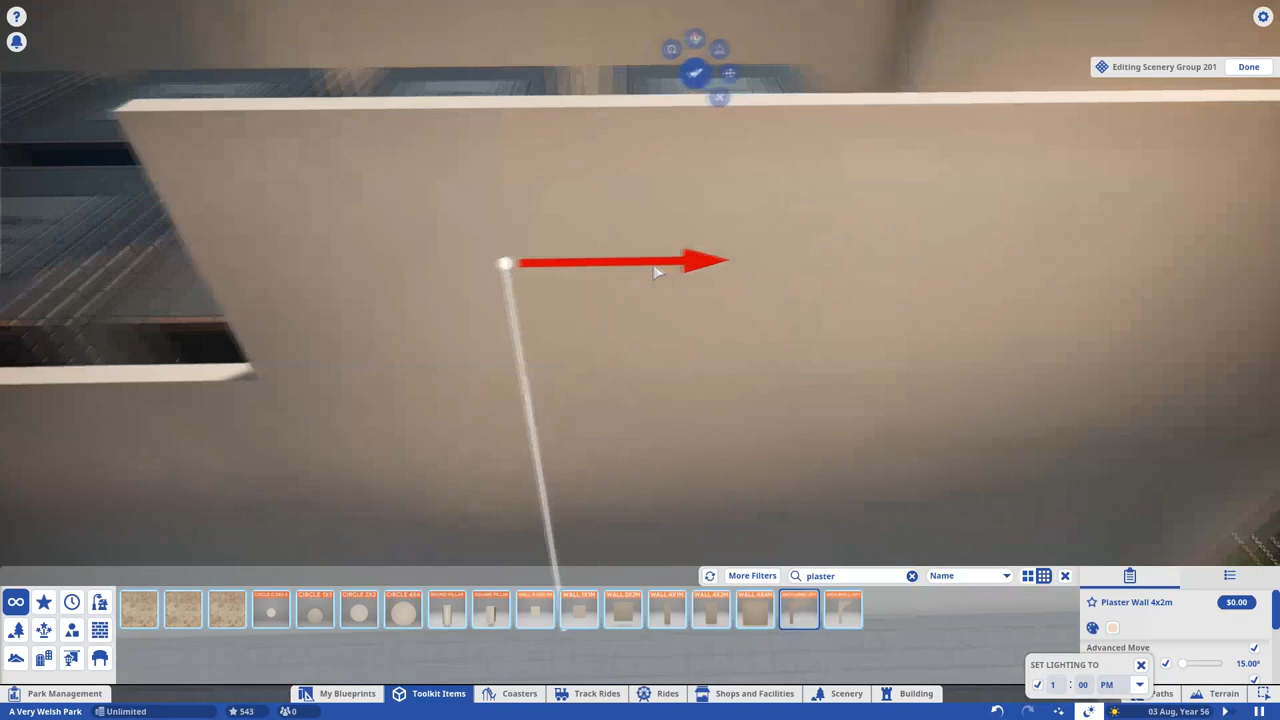 Editing Scenery Group 201
Done
More Filters
plaster
Name
CIRCLE 1X1
CIRCLE 2X2
CIRCLE 4X4
ROUND PILLAR
SQUARE PILLAR
WALL 1X1M
WALL 2X2M
WALL 4X1M
WALL 4X2M
WALL 4X4M
Plaster Wall 4x2m
$0.00
Advanced Move
15.00°
SET LIGHTING TO
1 : 00 PM
Park Management
My Blueprints
Toolkit Items
Coasters
Track Rides
Rides
Shops and Facilities
Scenery
Building
Paths
Terrain
A Very Welsh Park
Unlimited
543
0
03 Aug, Year 56